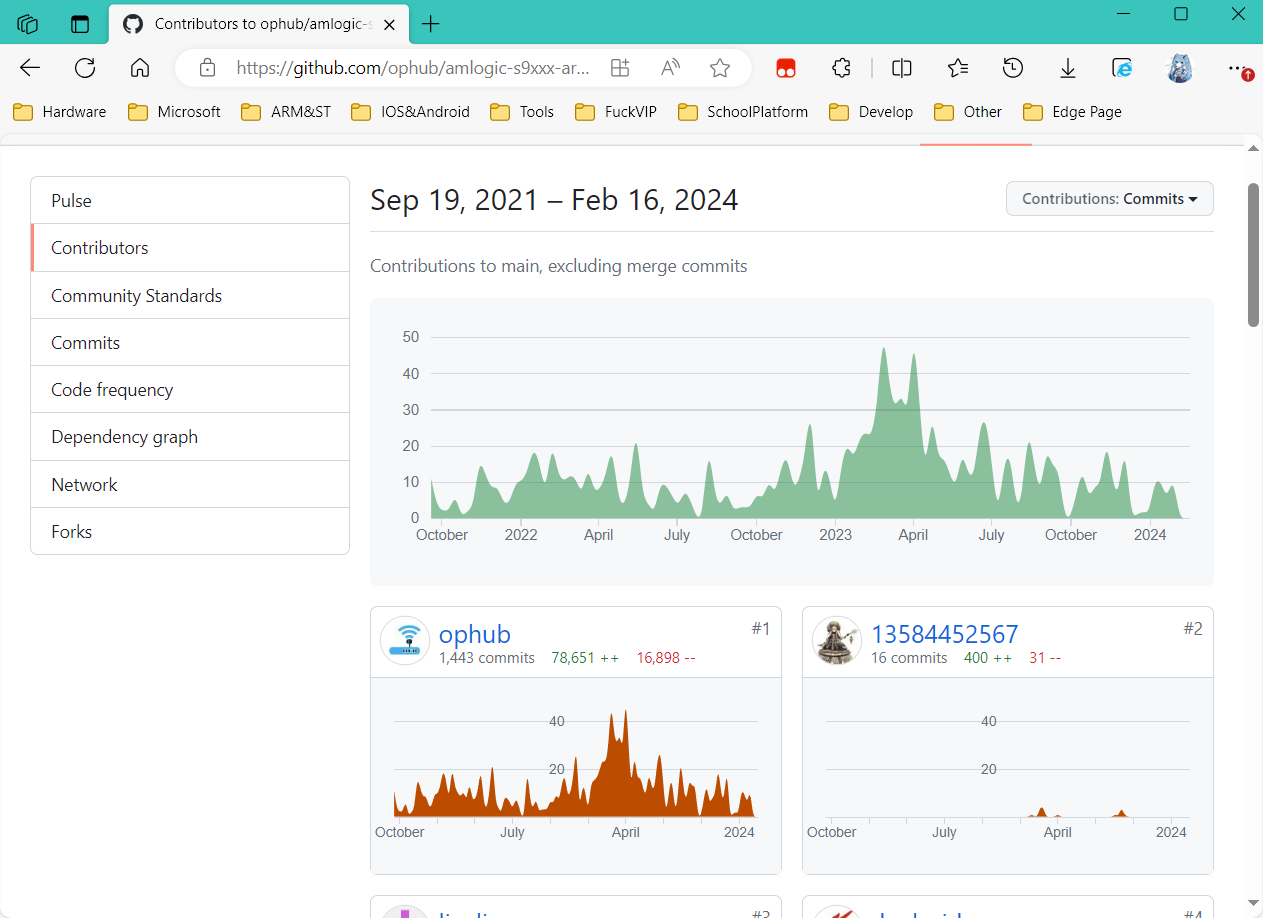 Contributors to ophub/amlogic-s
https://github.com/ophub/amlogic-s9xxx-ar...
Hardware Microsoft ARM&ST IOS&Android Tools FuckVIP SchoolPlatform Develop Other Edge Page
Pulse
Contributors
Community Standards
Commits
Code frequency
Dependency graph
Network
Forks
Sep 19, 2021 – Feb 16, 2024
Contributions: Commits
Contributions to main, excluding merge commits
50
40
30
20
10
0
October 2022 April July October 2023 April July October 2024
ophub #1
1,443 commits 78,651 ++ 16,898 --
40
20
October July April 2024
13584452567 #2
16 commits 400 ++ 31 --
40
20
October July April 2024
#3
#4